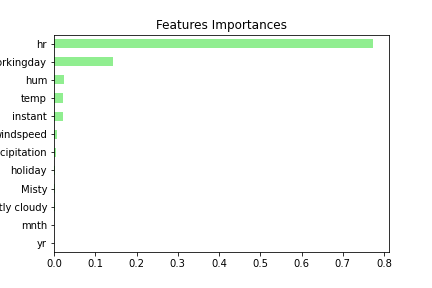 Features Importances
hr
orkingday
hum
temp
instant
indspeed
cipitation
holiday
Misty
tly cloudy
mnth
yr
0.0 0.1 0.2 0.3 0.4 0.5 0.6 0.7 0.8